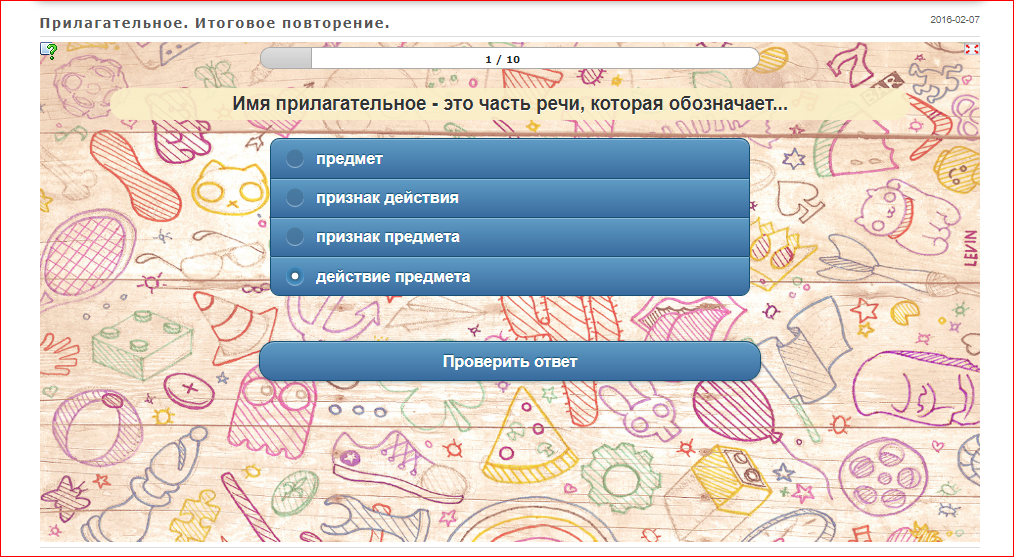 Прилагательное. Итоговое повторение.
2016-02-07
1 / 10
Имя прилагательное - это часть речи, которая обозначает...
предмет
признак действия
признак предмета
действие предмета
LEVIN
Проверить ответ